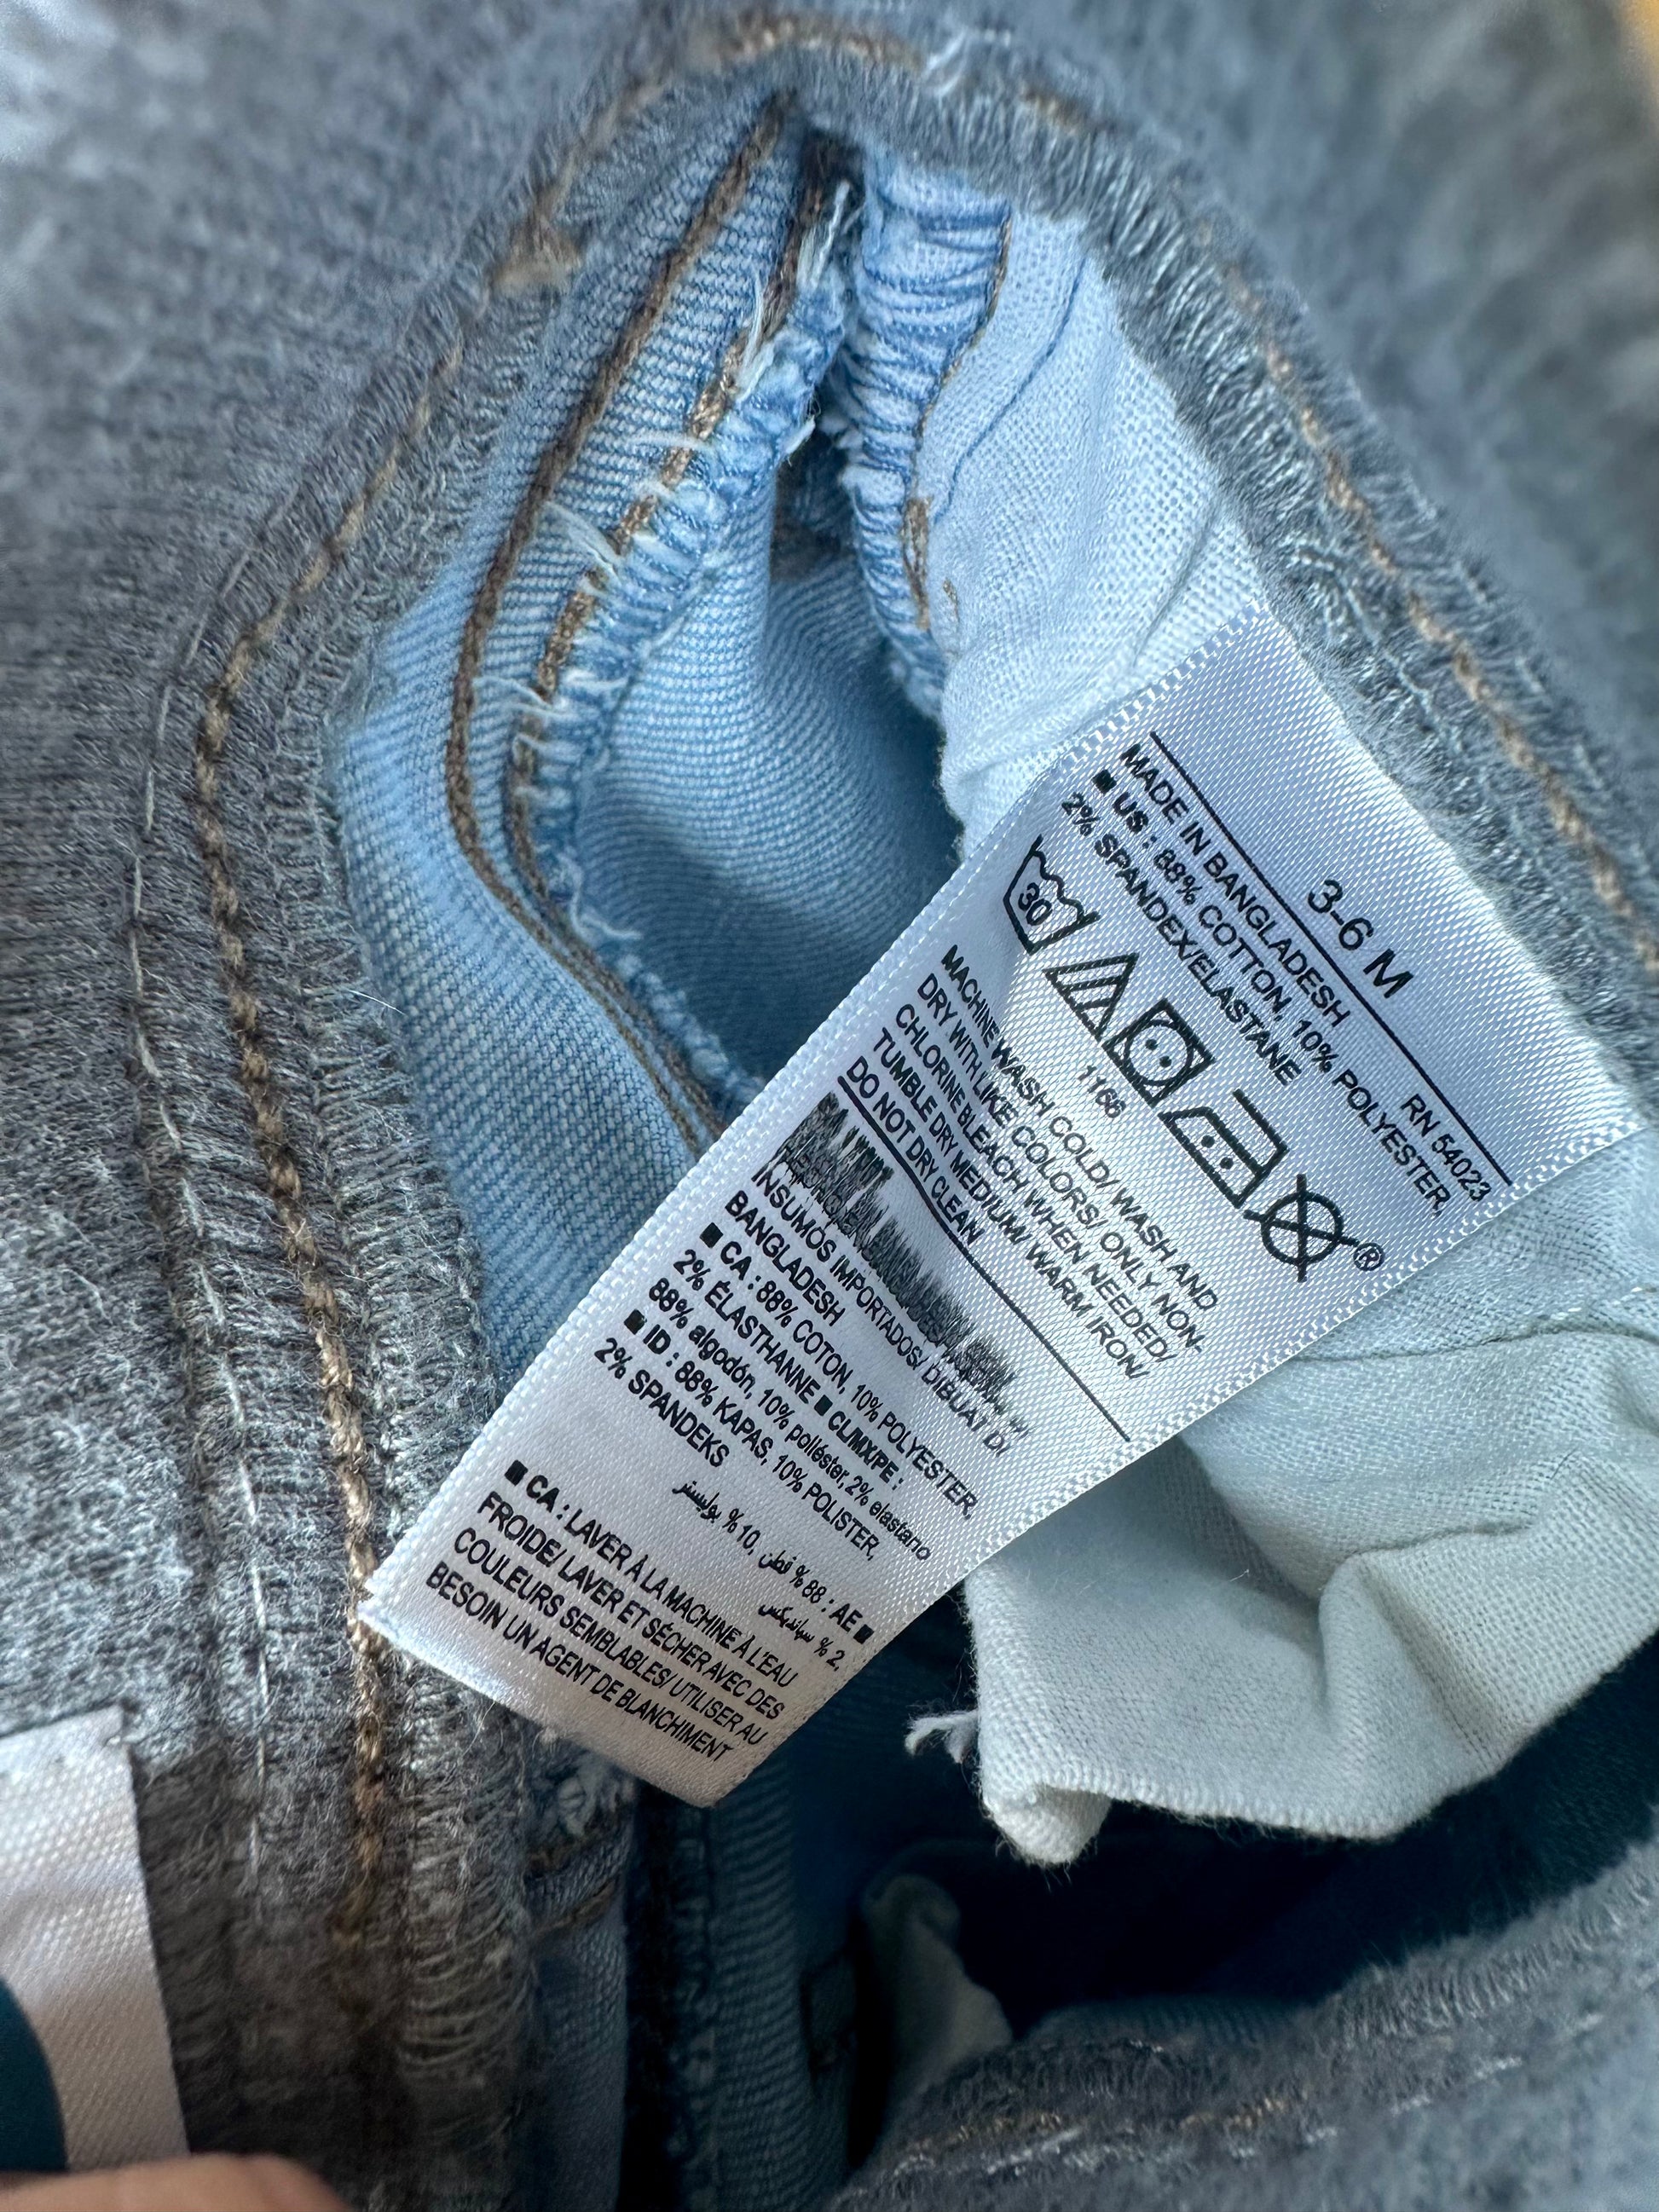 3-6 M
RN 54023
MADE IN BANGLADESH
■ US : 88% COTTON, 10% POLYESTER,
2% SPANDEX/ELASTANE
30
®
1166
MACHINE WASH COLD/ WASH AND
DRY WITH LIKE COLORS/ ONLY NON-
CHLORINE BLEACH WHEN NEEDED/
TUMBLE DRY MEDIUM/ WARM IRON/
DO NOT DRY CLEAN
INSUMOS IMPORTADOS/ DIBUAT DI
BANGLADESH
■ CA : 88% COTON, 10% POLYESTER,
2% ÉLASTHANNE ■ CL/MX/PE :
88% algodón, 10% poliéster, 2% elastano
■ ID : 88% KAPAS, 10% POLISTER,
2% SPANDEKS
■ AE : 88 % قطن, 10 % بوليستر
, 2 % سبانديكس
■ CA : LAVER À LA MACHINE À L'EAU
FROIDE/ LAVER ET SÉCHER AVEC DES
COULEURS SEMBLABLES/ UTILISER AU
BESOIN UN AGENT DE BLANCHIMENT